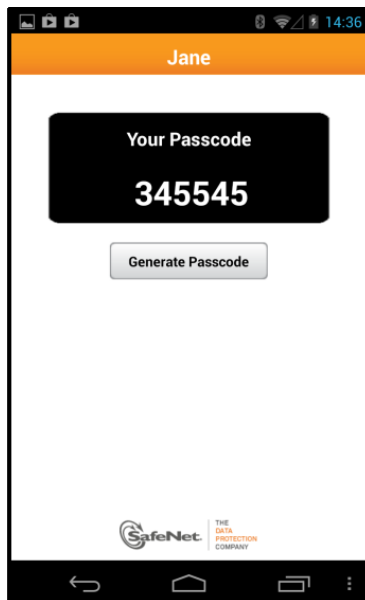 14:36
Jane
Your Passcode
345545
Generate Passcode
SafeNet.
THE
DATA
PROTECTION
COMPANY